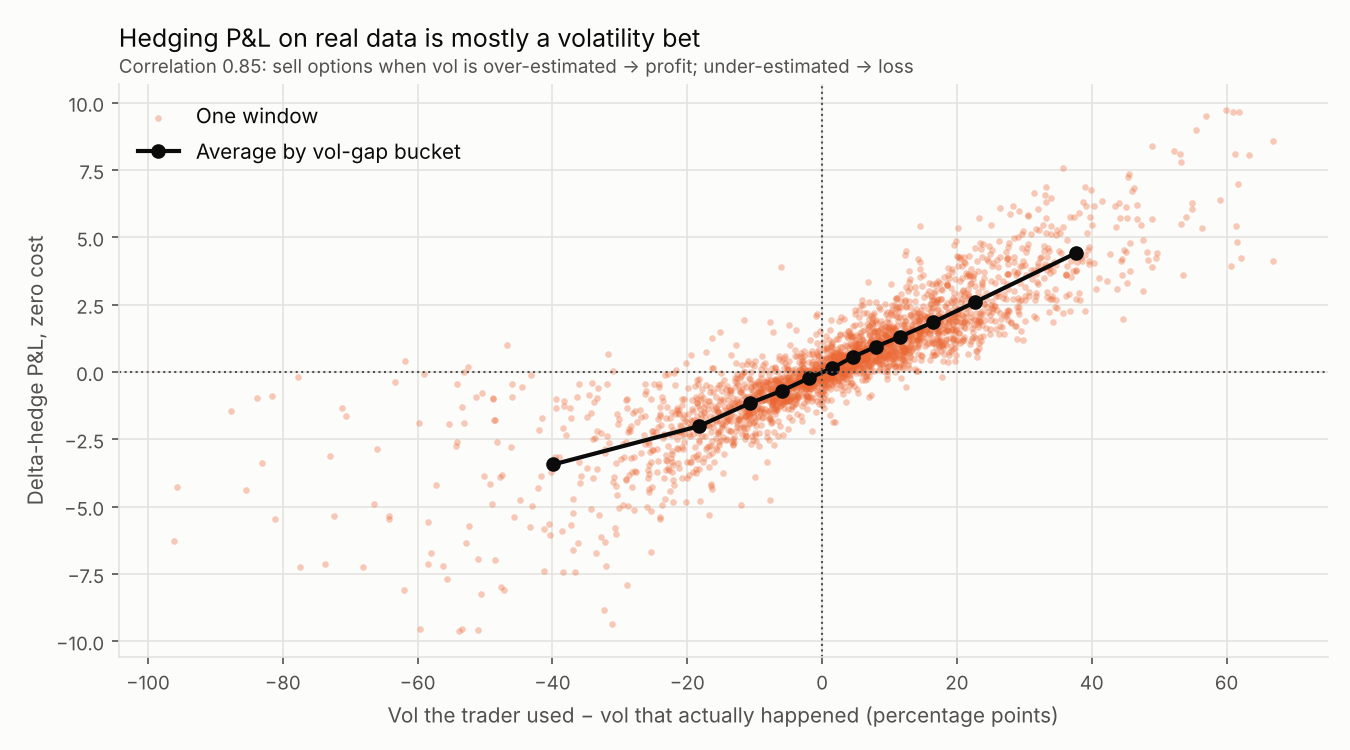 Hedging P&L on real data is mostly a volatility bet
Correlation 0.85: sell options when vol is over-estimated → profit; under-estimated → loss
One window
Average by vol-gap bucket
Delta-hedge P&L, zero cost
10.0
7.5
5.0
2.5
0.0
−2.5
−5.0
−7.5
−10.0
−100 −80 −60 −40 −20 0 20 40 60
Vol the trader used − vol that actually happened (percentage points)